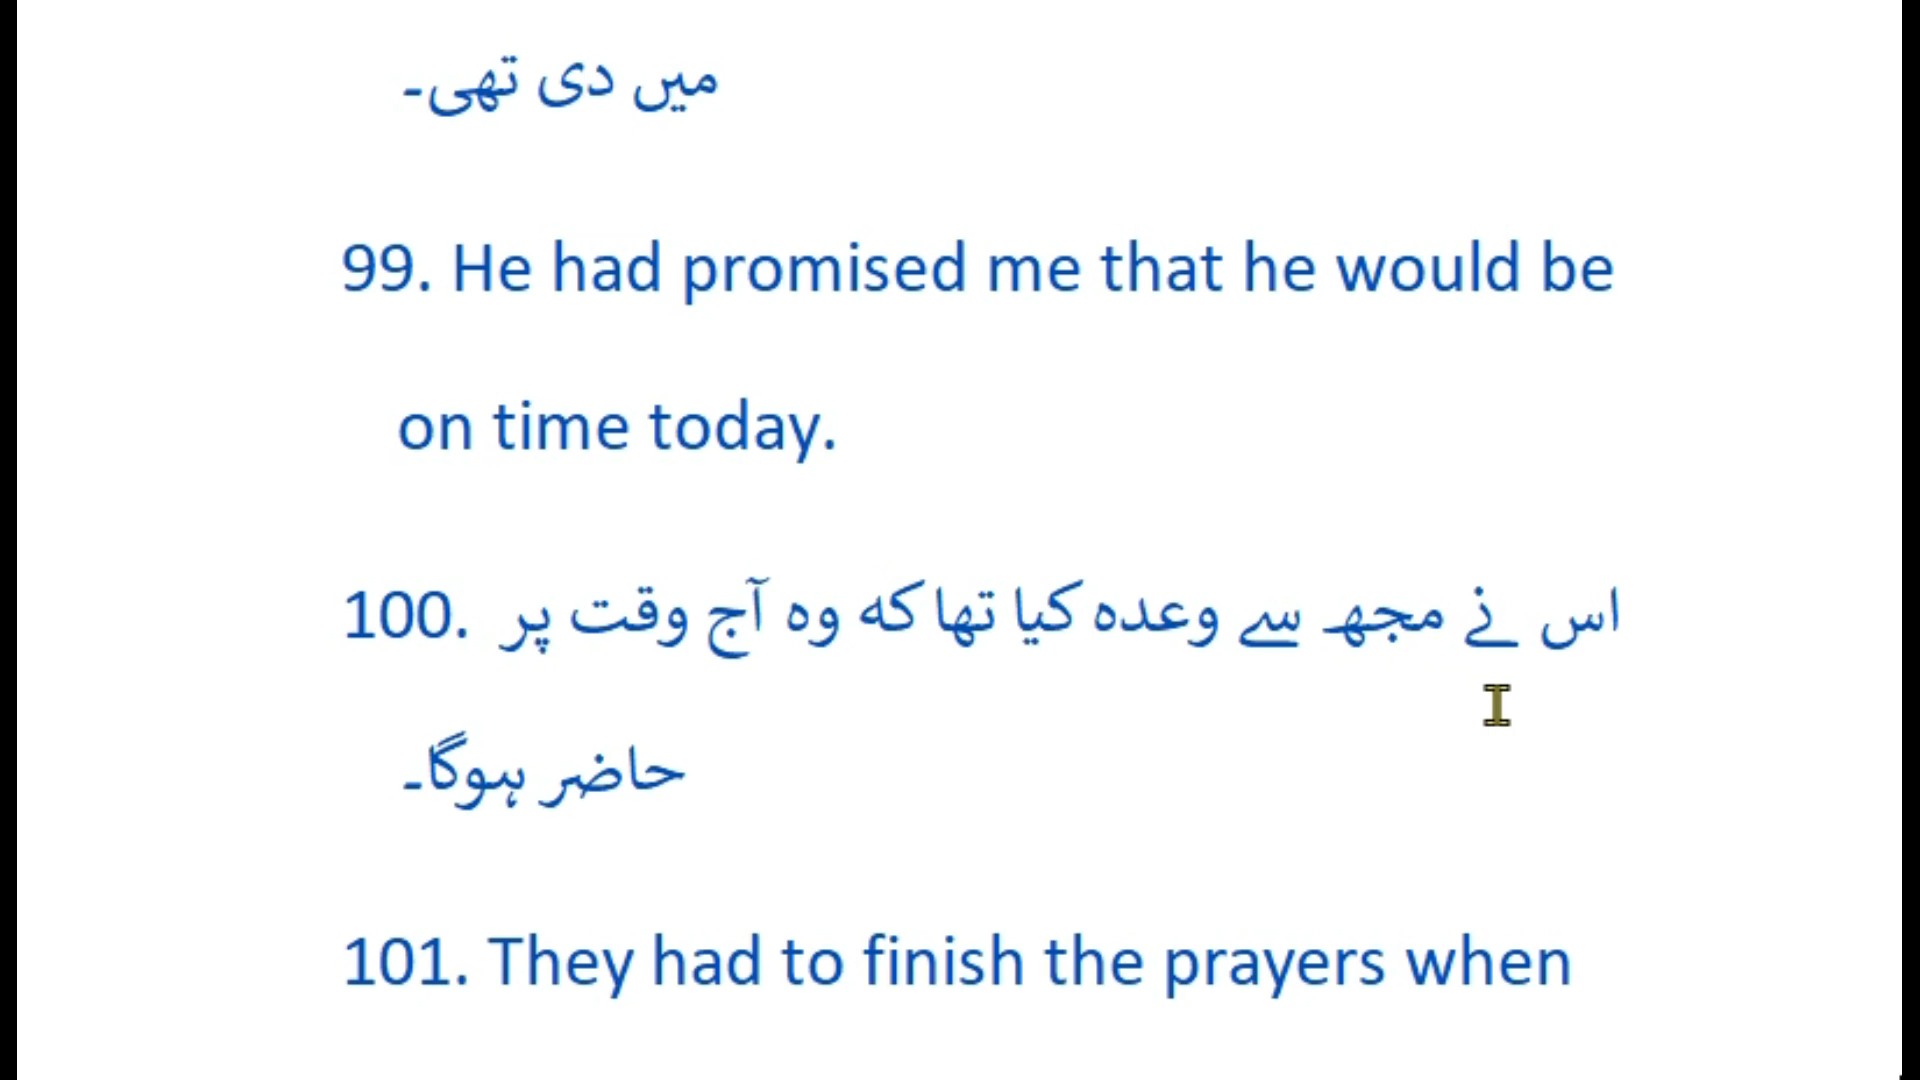 میں دی تھی۔
99. He had promised me that he would be
on time today.
100. اس نے مجھ سے وعدہ کیا تھا کہ وہ آج وقت پر
حاضر ہوگا۔
101. They had to finish the prayers when